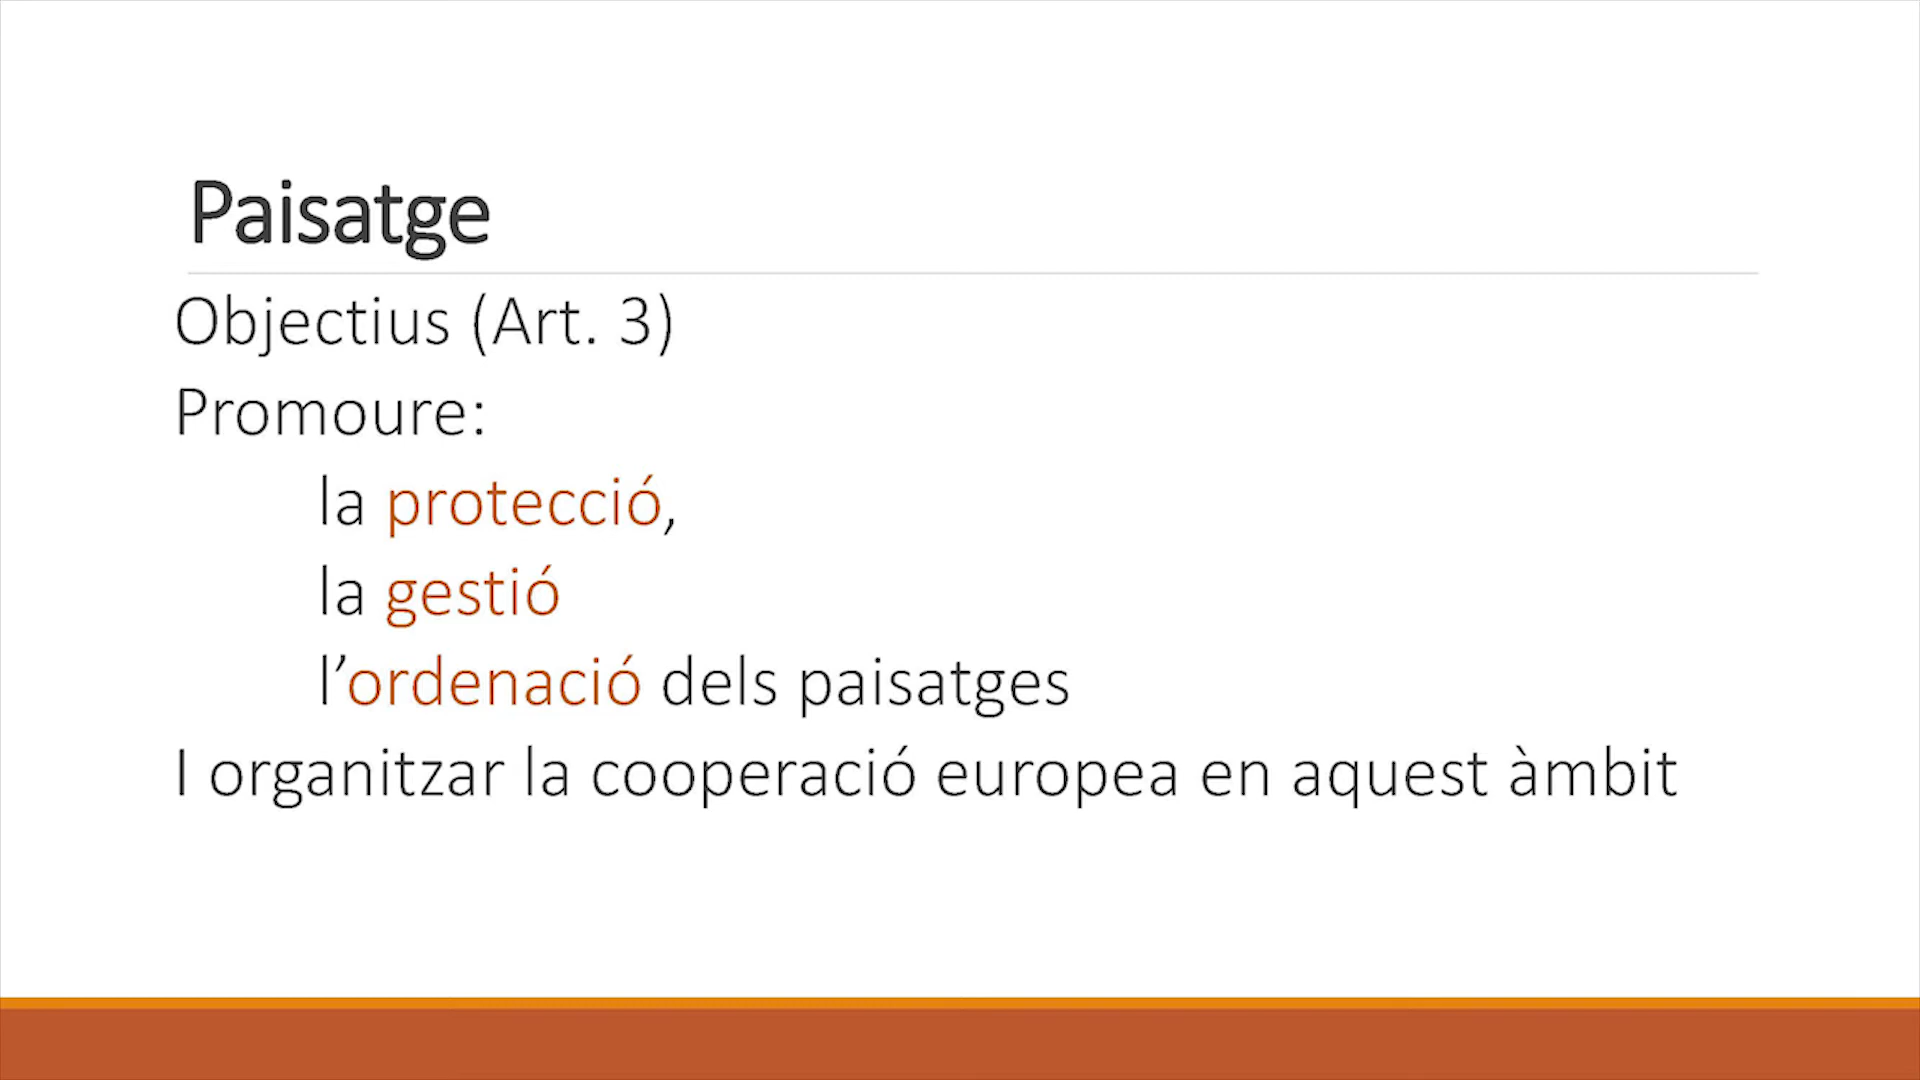 Paisatge
Objectius (Art. 3)
Promoure:
la protecció,
la gestió
l’ordenació dels paisatges
I organitzar la cooperació europea en aquest àmbit